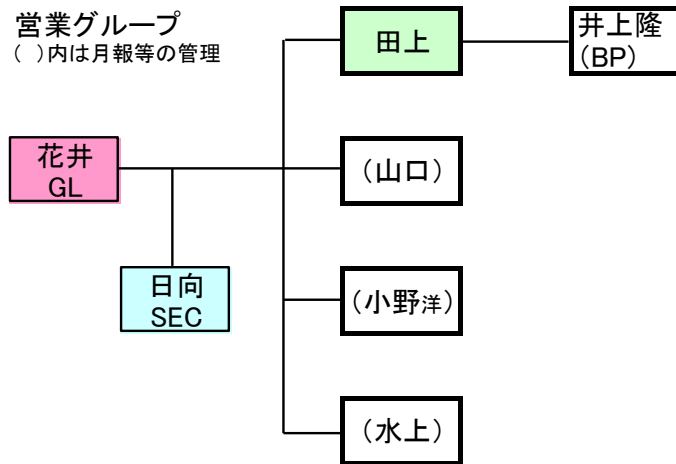 営業グループ
（ ）内は月報等の管理
田上
井上隆
(BP)
花井
GL
（山口）
日向
SEC
（小野洋）
（水上）